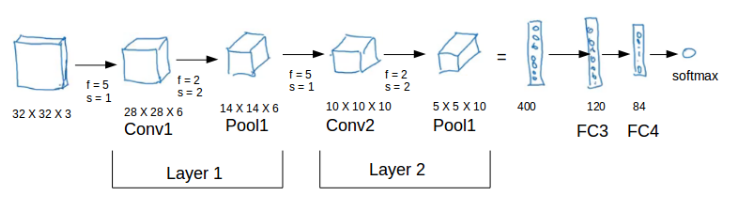 f = 5
s = 1
f = 2
s = 2
f = 5
s = 1
f = 2
s = 2
=
softmax
32 X 32 X 3
28 X 28 X 6
14 X 14 X 6
10 X 10 X 10
5 X 5 X 10
400
120
84
Conv1
Pool1
Conv2
Pool1
FC3
FC4
Layer 1
Layer 2